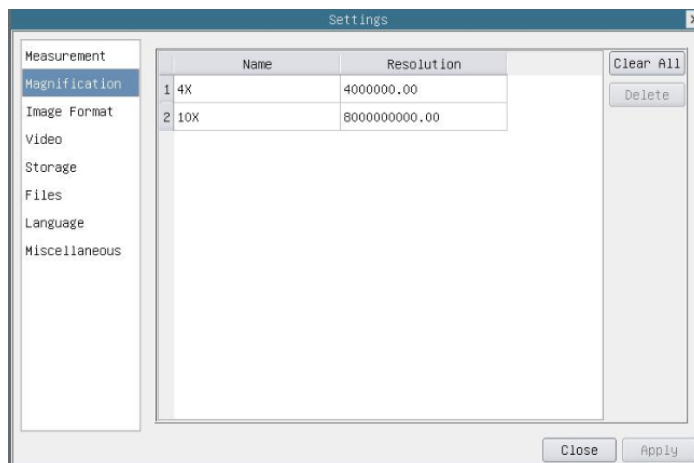 Settings
Measurement
Magnification
Image Format
Video
Storage
Files
Language
Miscellaneous
Name Resolution
1 4X 4000000.00
2 10X 8000000000.00
Clear All
Delete
Close
Apply